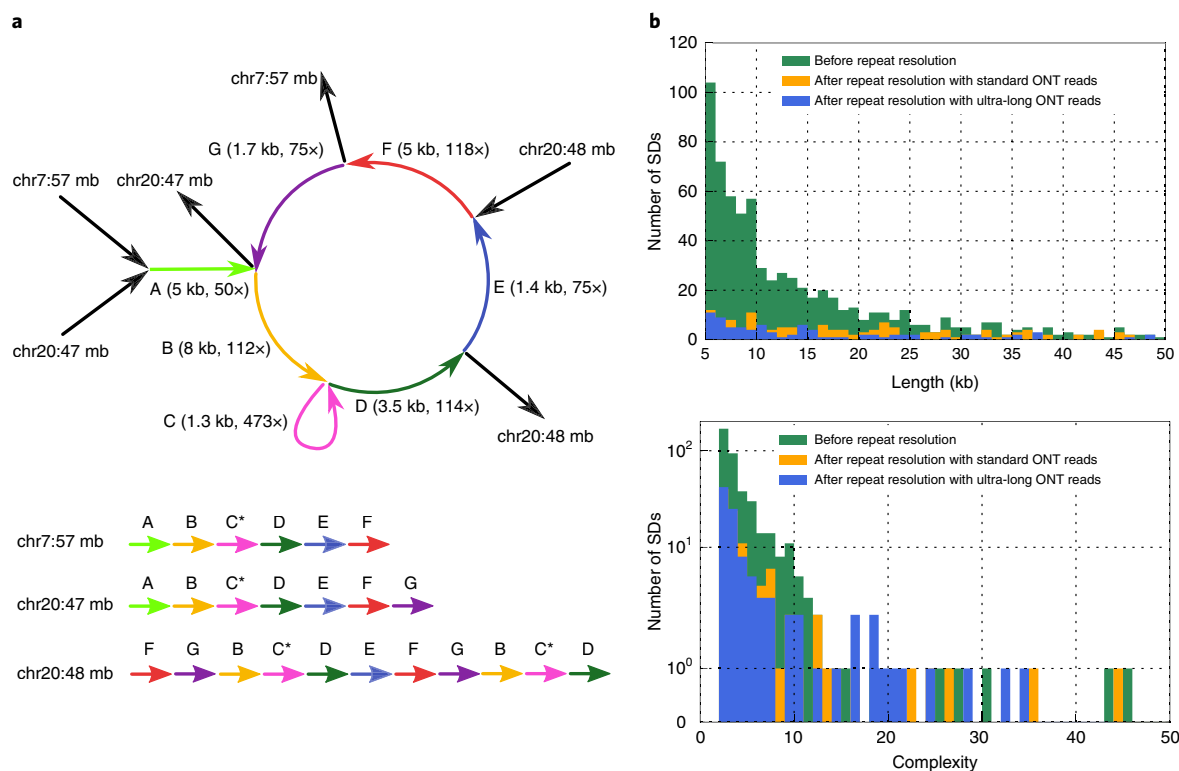 a
chr7:57 mb
G (1.7 kb, 75×)
F (5 kb, 118×)
chr20:48 mb
chr7:57 mb
chr20:47 mb
A (5 kb, 50×)
E (1.4 kb, 75×)
chr20:47 mb
B (8 kb, 112×)
D (3.5 kb, 114×)
C (1.3 kb, 473×)
chr20:48 mb
A B C* D E F
chr7:57 mb
A B C* D E F G
chr20:47 mb
F G B C* D E F G B C* D
chr20:48 mb
b
120
100
80
60
40
20
0
Number of SDs
Before repeat resolution
After repeat resolution with standard ONT reads
After repeat resolution with ultra-long ONT reads
5 10 15 20 25 30 35 40 45 50
Length (kb)
10²
10¹
10⁰
0
Number of SDs
Before repeat resolution
After repeat resolution with standard ONT reads
After repeat resolution with ultra-long ONT reads
0 10 20 30 40 50
Complexity